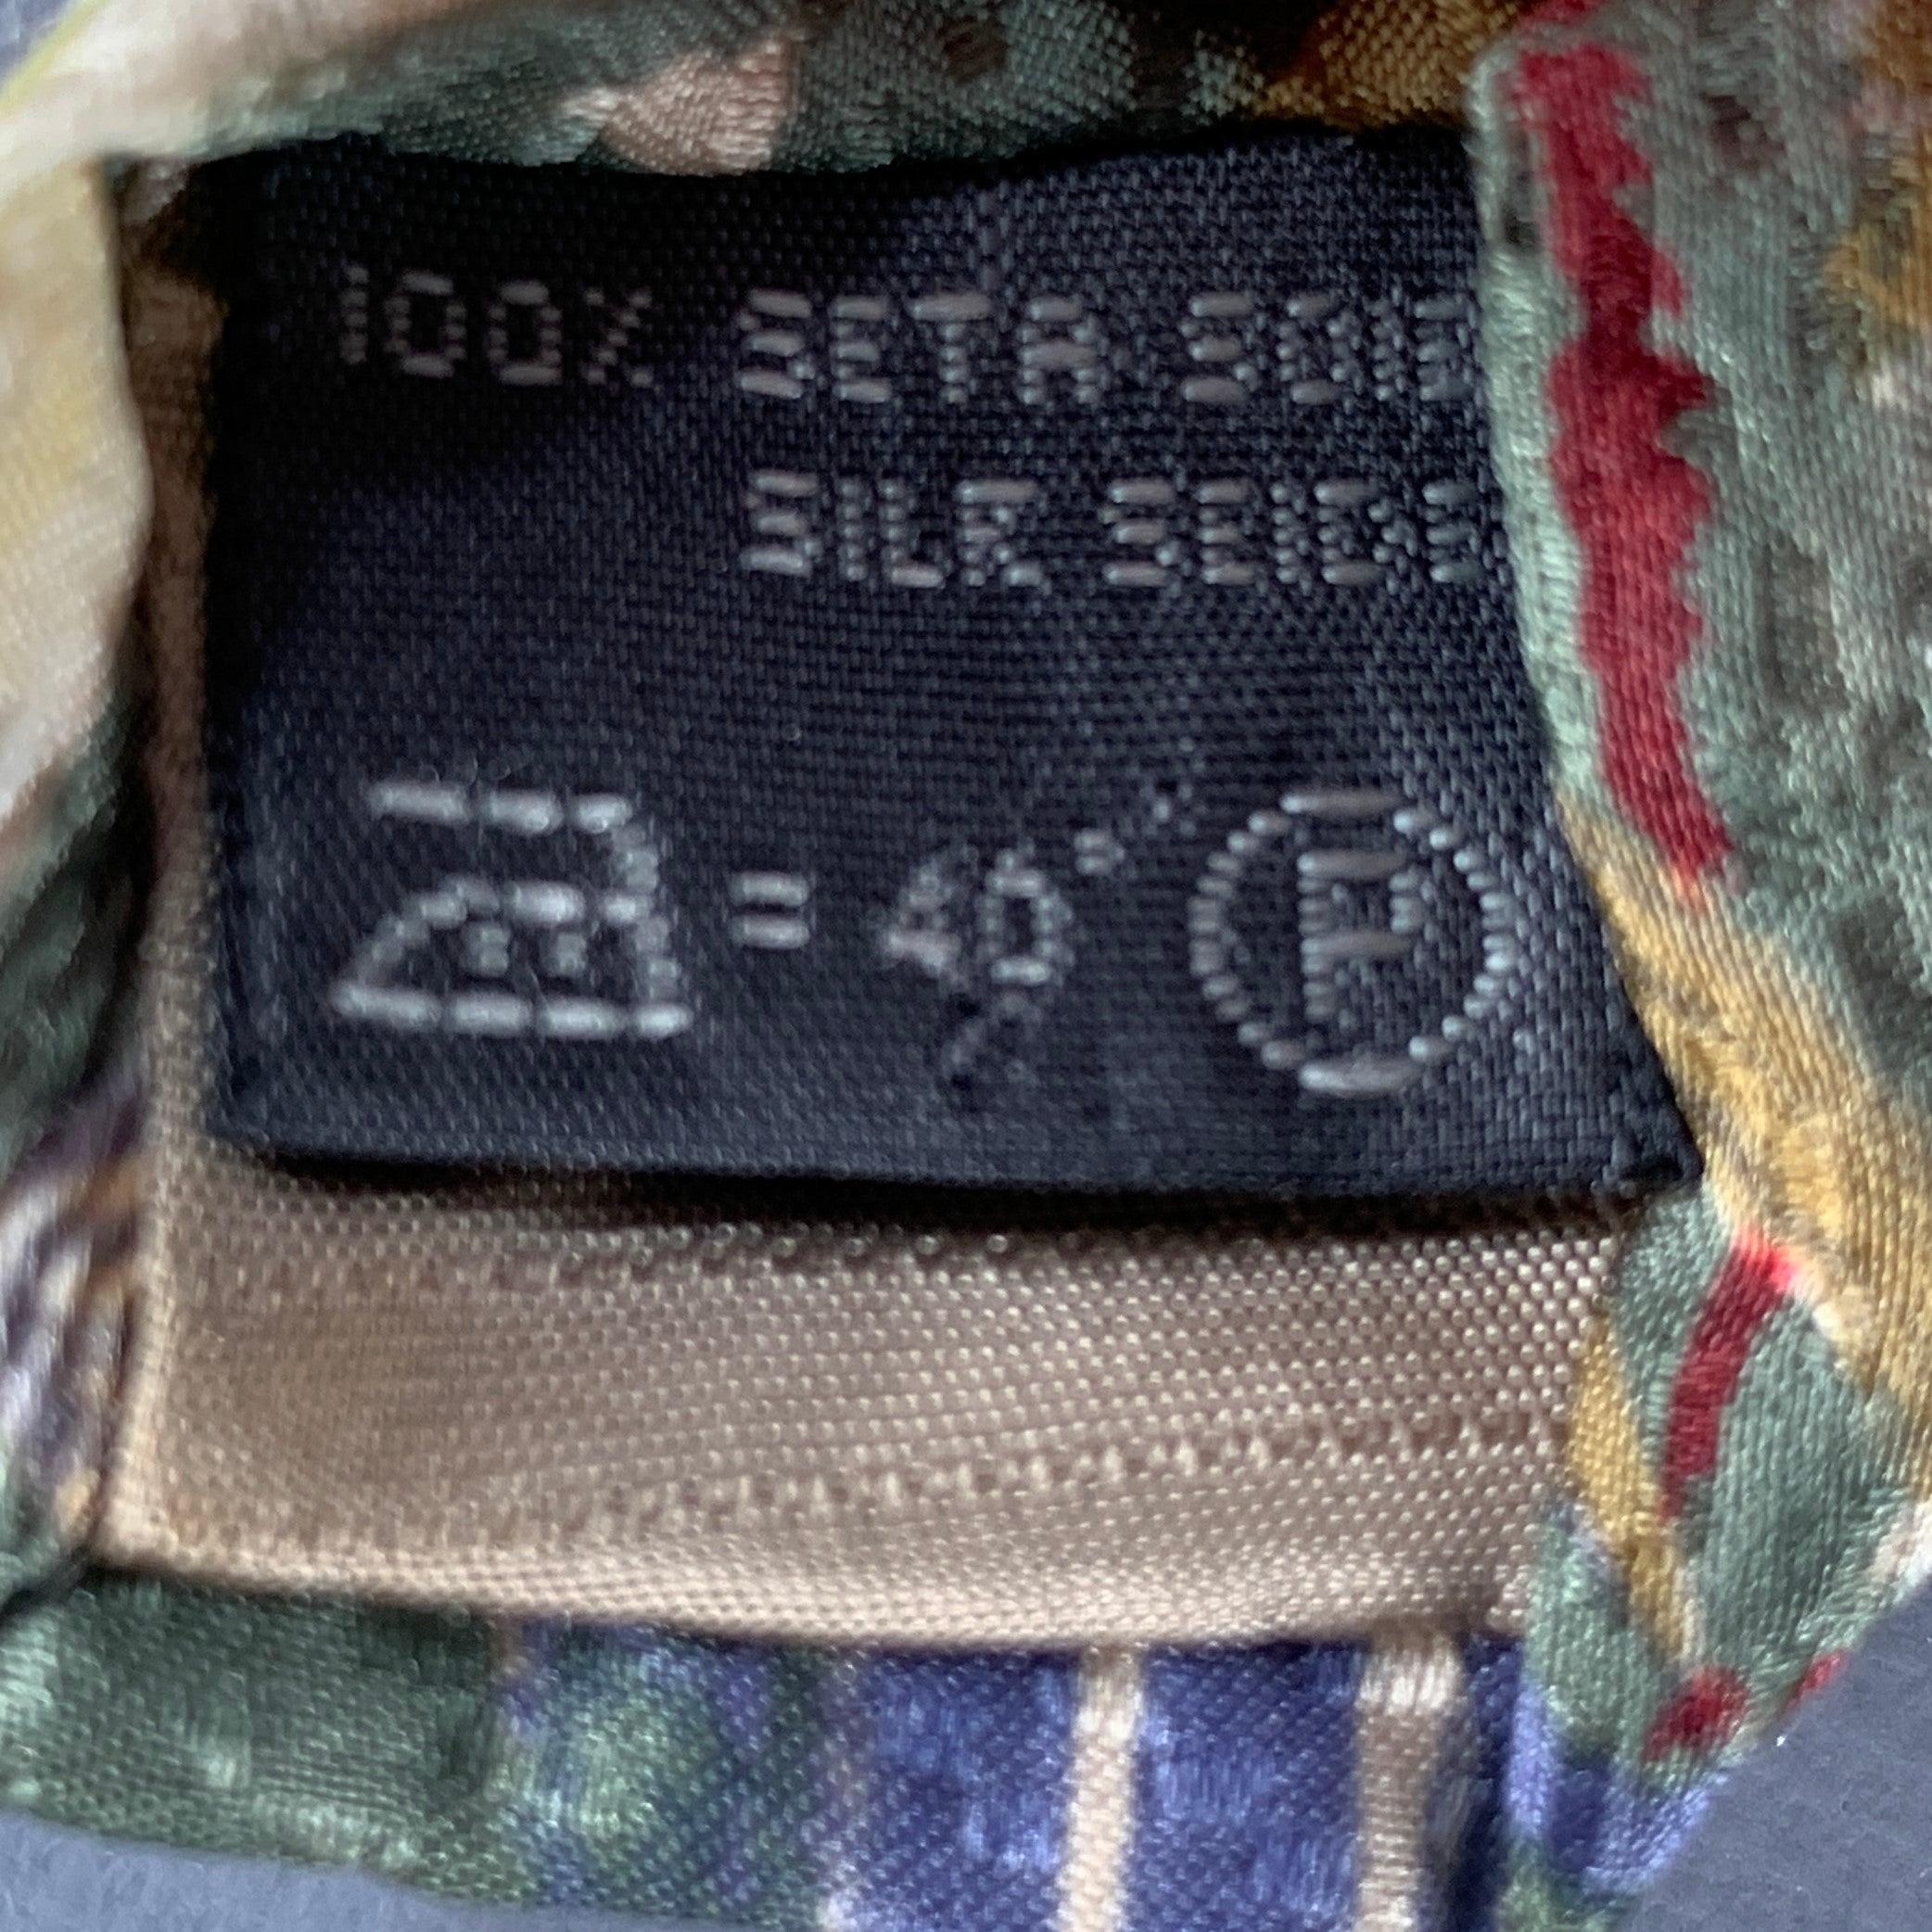 100% SETA SOIE
SILK SEIDE
= 40° P